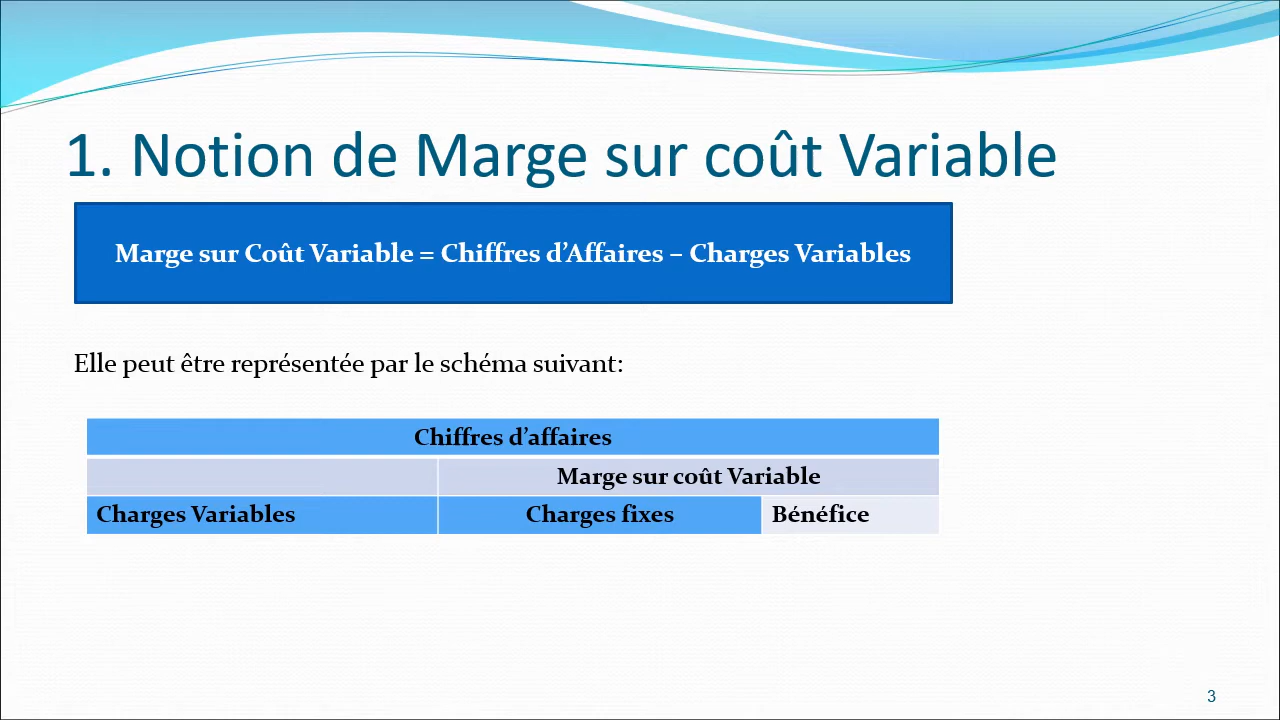 1. Notion de Marge sur coût Variable
Marge sur Coût Variable = Chiffres d’Affaires – Charges Variables
Elle peut être représentée par le schéma suivant:
Chiffres d’affaires
Marge sur coût Variable
Charges Variables Charges fixes Bénéfice
3